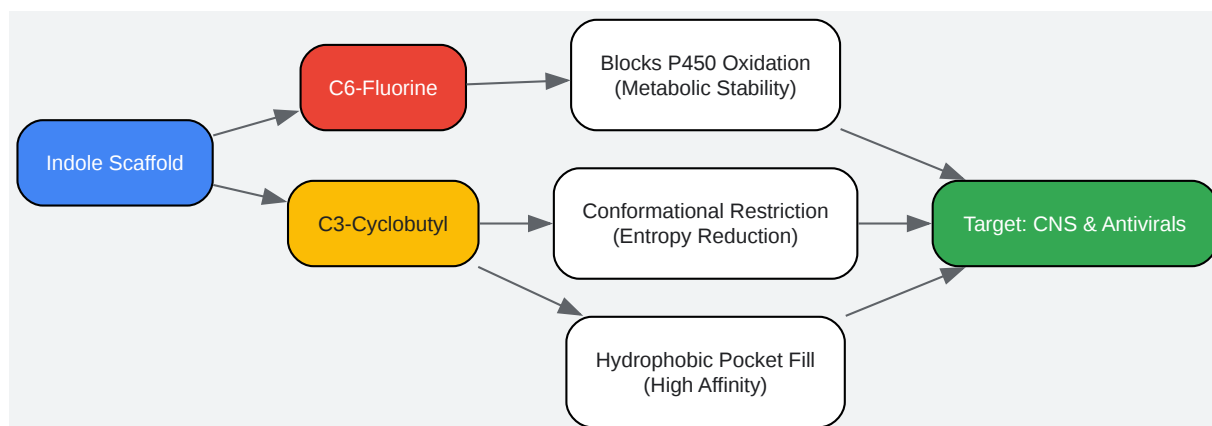 Indole Scaffold
C6-Fluorine
C3-Cyclobutyl
Blocks P450 Oxidation
(Metabolic Stability)
Conformational Restriction
(Entropy Reduction)
Hydrophobic Pocket Fill
(High Affinity)
Target: CNS & Antivirals